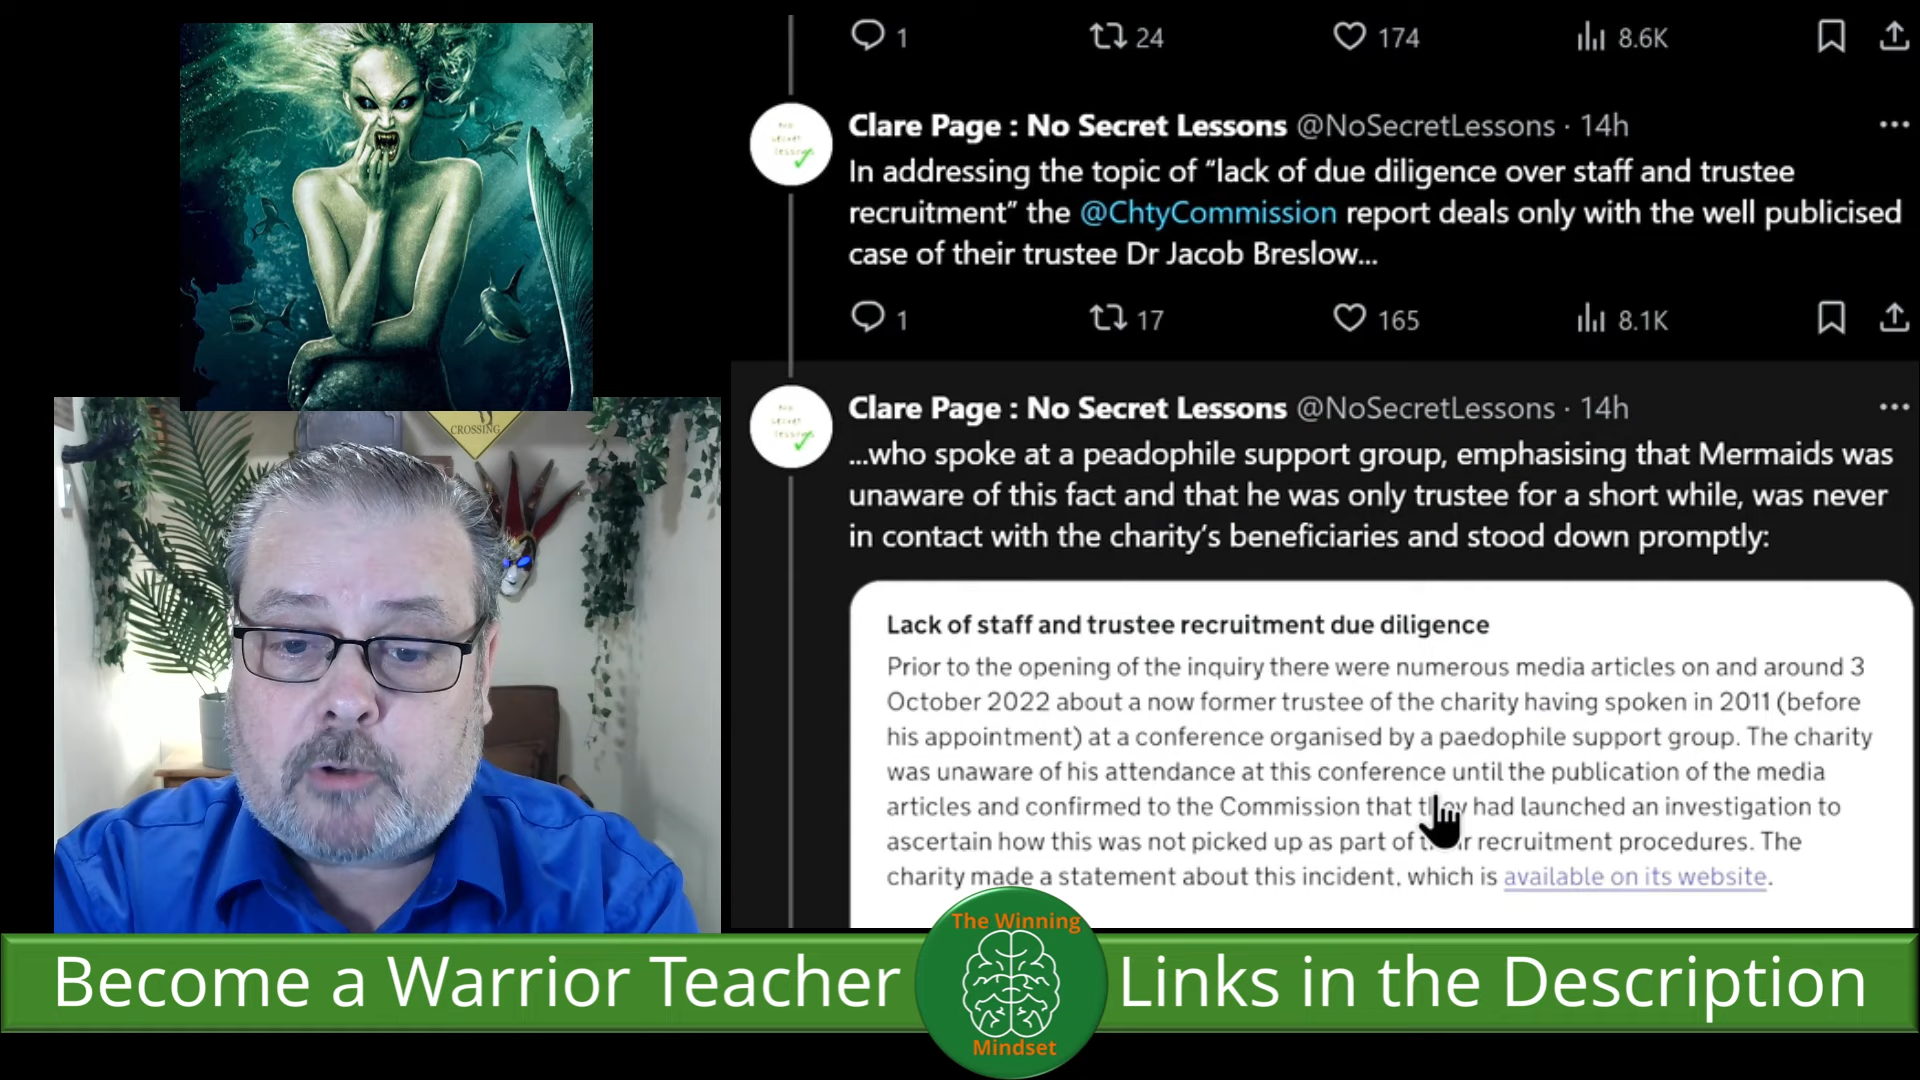 1 24 174 8.6K
Clare Page : No Secret Lessons @NoSecretLessons · 14h
In addressing the topic of “lack of due diligence over staff and trustee
recruitment” the @ChtyCommission report deals only with the well publicised
case of their trustee Dr Jacob Breslow...
1 17 165 8.1K
Clare Page : No Secret Lessons @NoSecretLessons · 14h
...who spoke at a peadophile support group, emphasising that Mermaids was
unaware of this fact and that he was only trustee for a short while, was never
in contact with the charity’s beneficiaries and stood down promptly:
Lack of staff and trustee recruitment due diligence
Prior to the opening of the inquiry there were numerous media articles on and around 3
October 2022 about a now former trustee of the charity having spoken in 2011 (before
his appointment) at a conference organised by a paedophile support group. The charity
was unaware of his attendance at this conference until the publication of the media
articles and confirmed to the Commission that they had launched an investigation to
ascertain how this was not picked up as part of their recruitment procedures. The
charity made a statement about this incident, which is available on its website.
CROSSING
Become a Warrior Teacher
The Winning
Mindset
Links in the Description